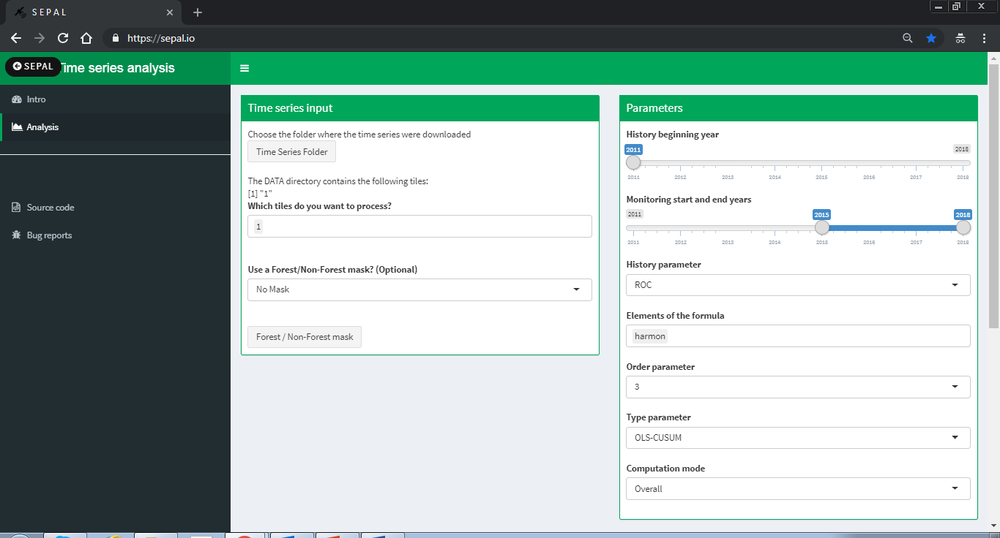 S E P A L
https://sepal.io
SEPAL
Time series analysis
Intro
Analysis
Source code
Bug reports
Time series input
Choose the folder where the time series were downloaded
Time Series Folder
The DATA directory contains the following tiles:
[1] "1"
Which tiles do you want to process?
1
Use a Forest/Non-Forest mask? (Optional)
No Mask
Forest / Non-Forest mask
Parameters
History beginning year
2011 2018
2011 2012 2013 2014 2015 2016 2017 2018
Monitoring start and end years
2011 2015 2018
2011 2012 2013 2014 2015 2016 2017 2018
History parameter
ROC
Elements of the formula
harmon
Order parameter
3
Type parameter
OLS-CUSUM
Computation mode
Overall